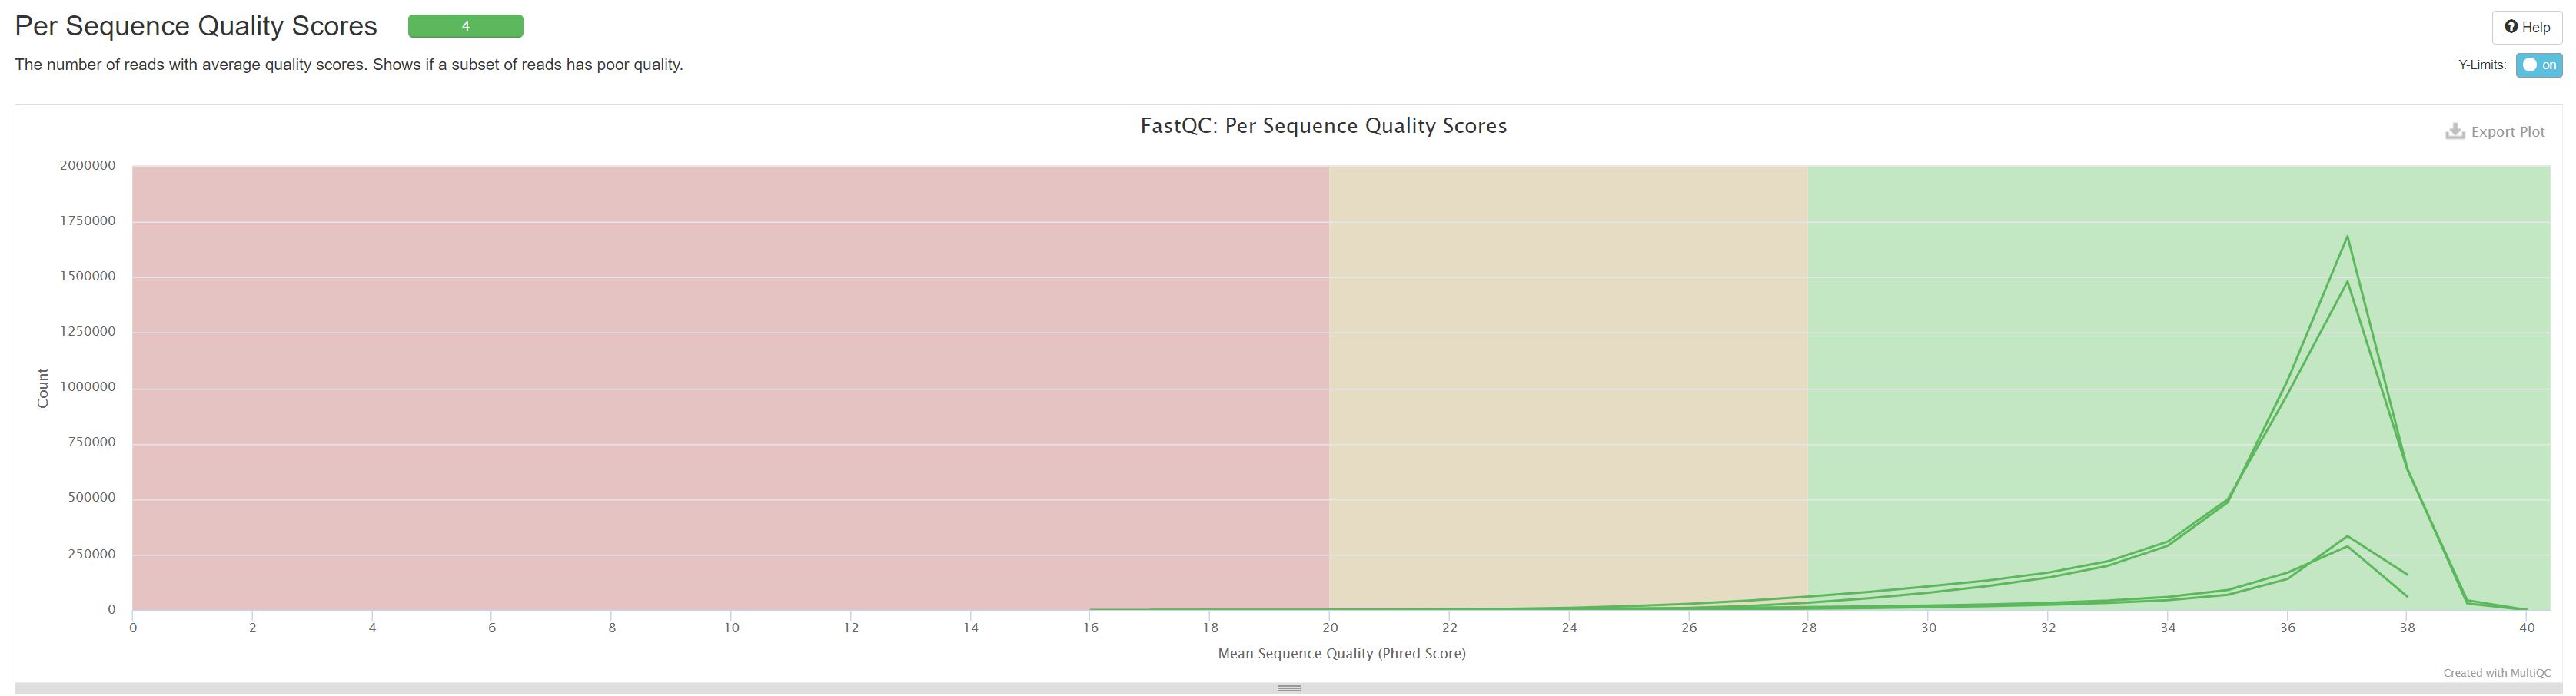 Per Sequence Quality Scores 4
Help
The number of reads with average quality scores. Shows if a subset of reads has poor quality.
Y-Limits: on
FastQC: Per Sequence Quality Scores
Export Plot
2000000
1750000
1500000
1250000
1000000
750000
500000
250000
0
Count
0 2 4 6 8 10 12 14 16 18 20 22 24 26 28 30 32 34 36 38 40
Mean Sequence Quality (Phred Score)
Created with MultiQC